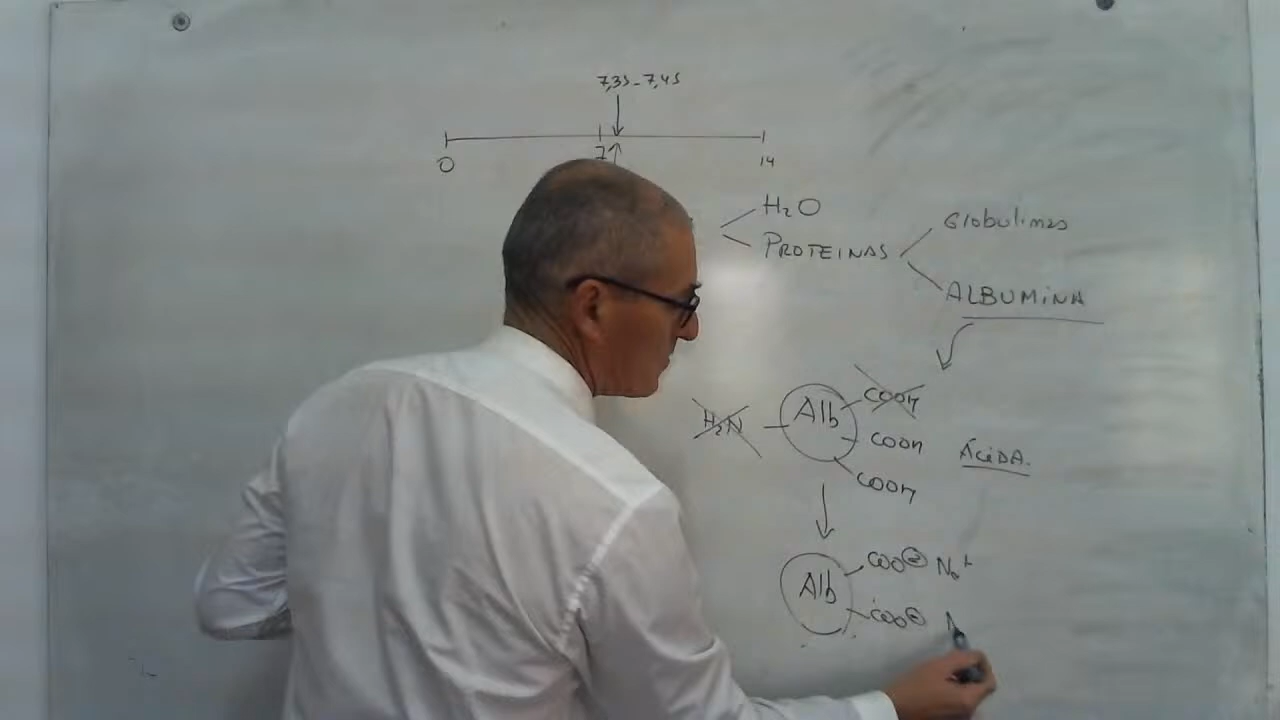 7,35-7,45
0
7
14
H₂O
PROTEINAS
Globulinas
ALBUMINA
H₂N
Alb
COOH
COOH
COOH
ÁCIDA.
Alb
COO⊖ Na+
COO⊖ N